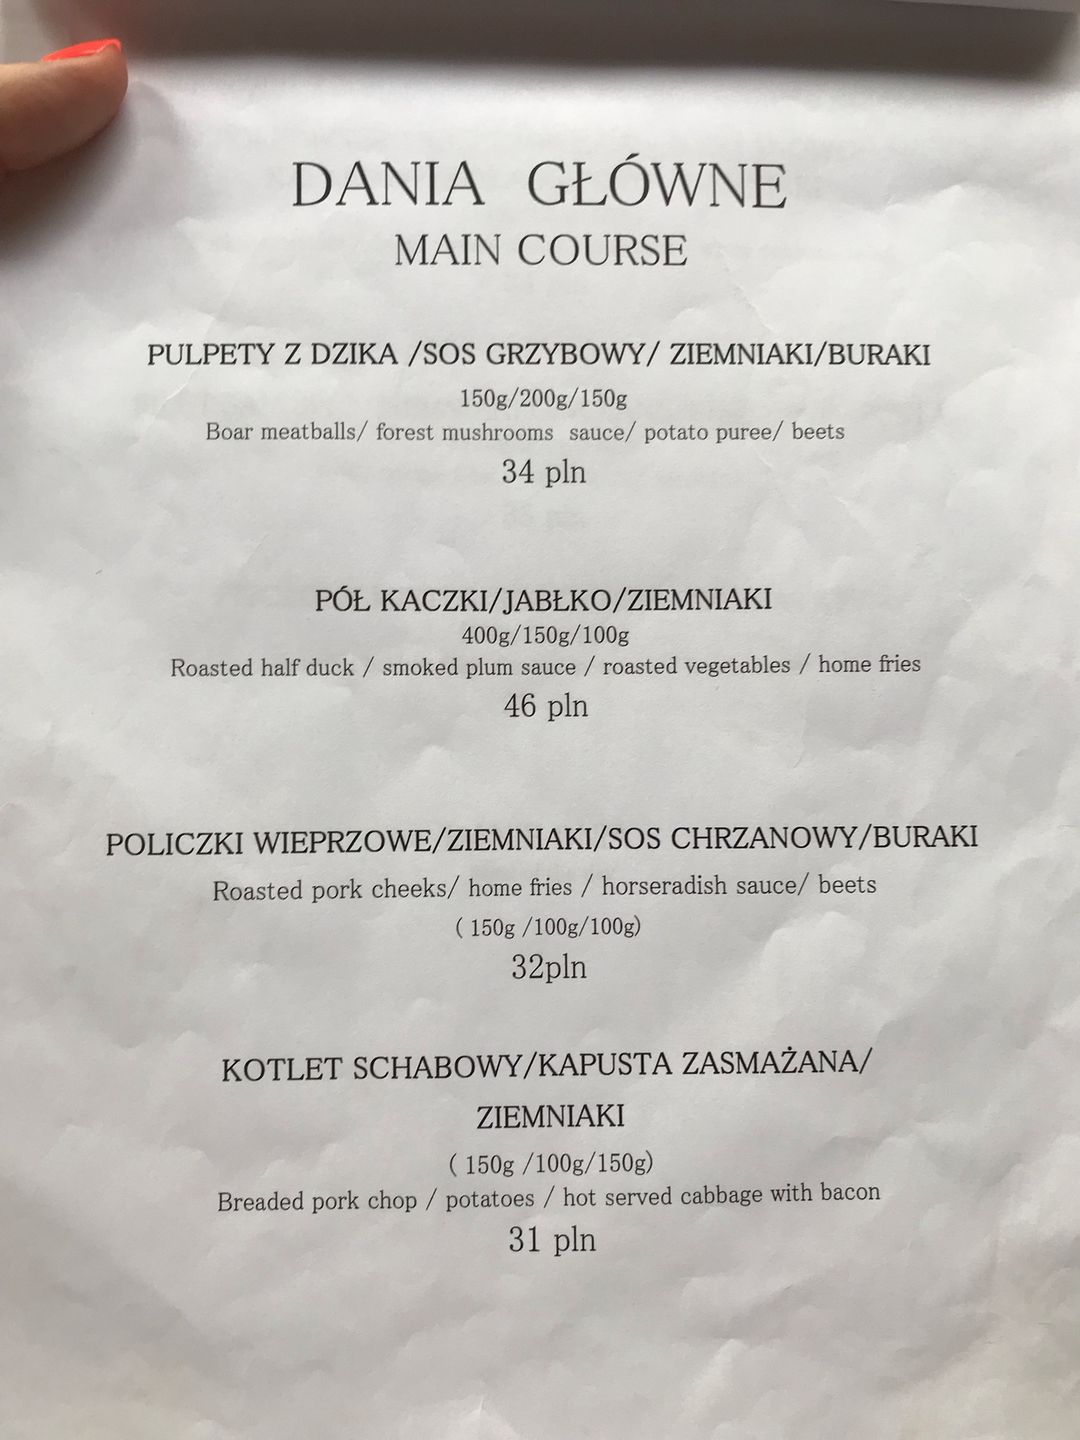 DANIA GŁÓWNE
MAIN COURSE
PULPETY Z DZIKA /SOS GRZYBOWY/ ZIEMNIAKI/BURAKI
150g/200g/150g
Boar meatballs/ forest mushrooms sauce/ potato puree/ beets
34 pln
PÓŁ KACZKI/JABŁKO/ZIEMNIAKI
400g/150g/100g
Roasted half duck / smoked plum sauce / roasted vegetables / home fries
46 pln
POLICZKI WIEPRZOWE/ZIEMNIAKI/SOS CHRZANOWY/BURAKI
Roasted pork cheeks/ home fries / horseradish sauce/ beets
( 150g /100g/100g)
32pln
KOTLET SCHABOWY/KAPUSTA ZASMAŻANA/
ZIEMNIAKI
( 150g /100g/150g)
Breaded pork chop / potatoes / hot served cabbage with bacon
31 pln